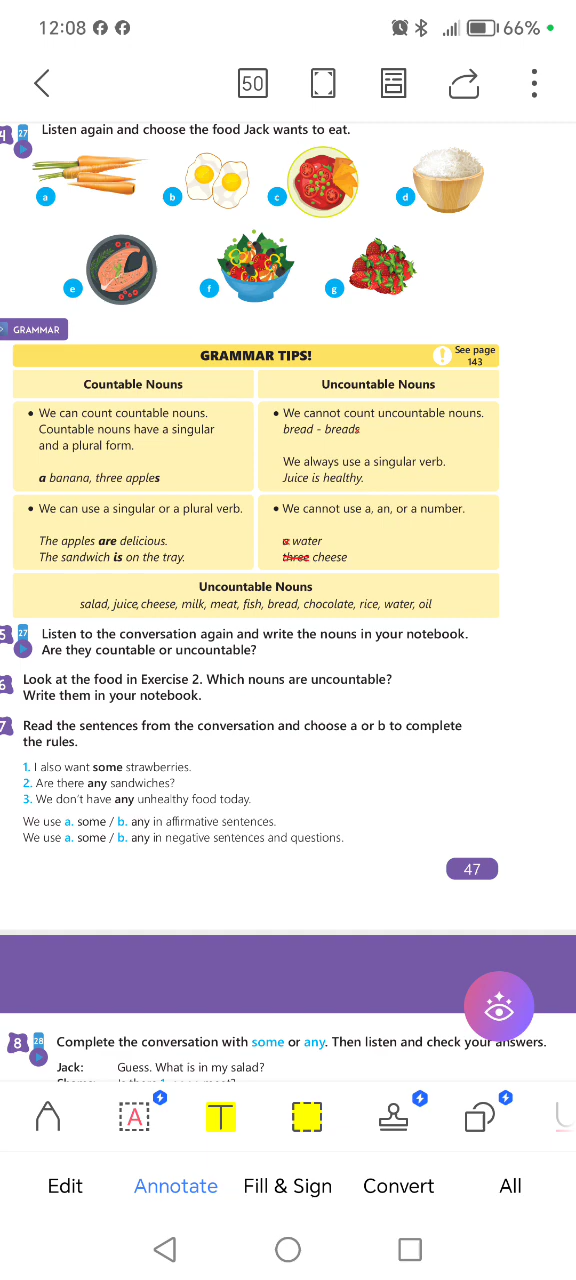 12:08
66%
50
4 27 Listen again and choose the food Jack wants to eat.
a b c d
e f g
GRAMMAR
GRAMMAR TIPS!
! See page
143
Countable Nouns
Uncountable Nouns
• We can count countable nouns.
Countable nouns have a singular
and a plural form.
a banana, three apples
• We cannot count uncountable nouns.
bread - breads
We always use a singular verb.
Juice is healthy.
• We can use a singular or a plural verb.
The apples are delicious.
The sandwich is on the tray.
• We cannot use a, an, or a number.
a water
three cheese
Uncountable Nouns
salad, juice, cheese, milk, meat, fish, bread, chocolate, rice, water, oil
5 27 Listen to the conversation again and write the nouns in your notebook.
Are they countable or uncountable?
6 Look at the food in Exercise 2. Which nouns are uncountable?
Write them in your notebook.
7 Read the sentences from the conversation and choose a or b to complete
the rules.
1. I also want some strawberries.
2. Are there any sandwiches?
3. We don't have any unhealthy food today.
We use a. some / b. any in affirmative sentences.
We use a. some / b. any in negative sentences and questions.
47
8 28 Complete the conversation with some or any. Then listen and check your answers.
Jack: Guess. What is in my salad?
A T
Edit Annotate Fill & Sign Convert All